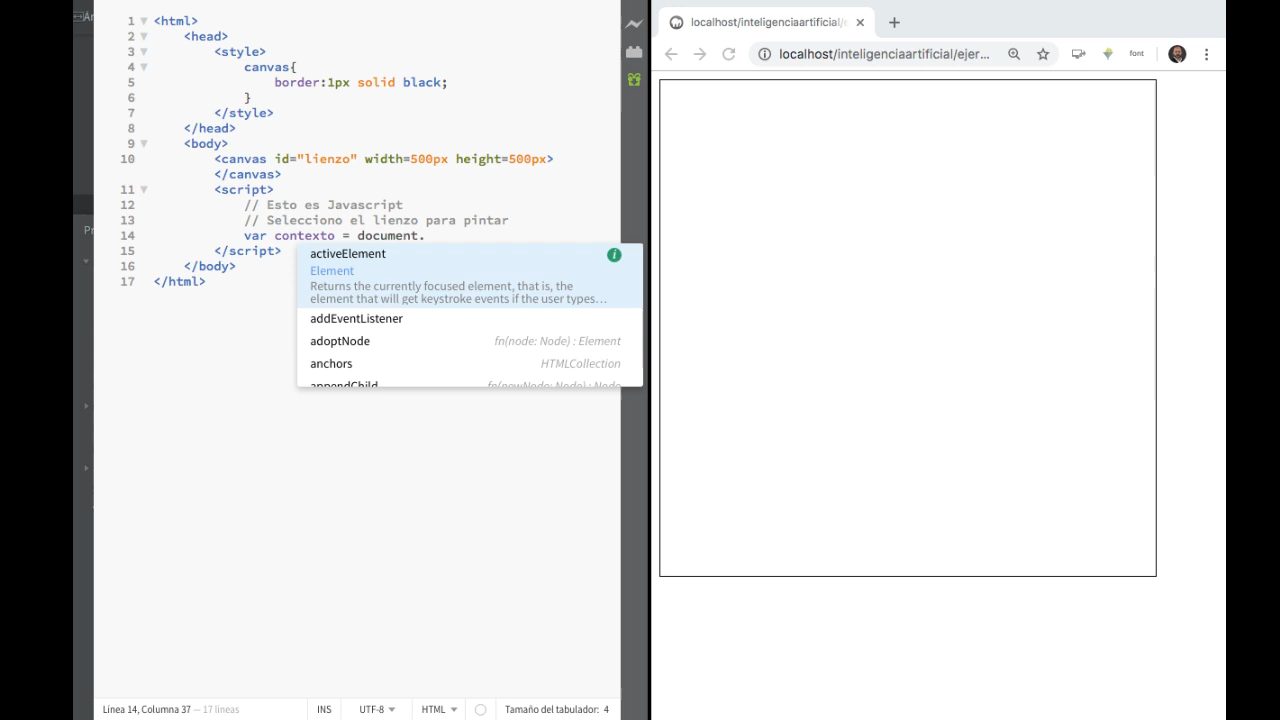 1 <html>
2 <head>
3 <style>
4 canvas{
5 border:1px solid black;
6 }
7 </style>
8 </head>
9 <body>
10 <canvas id="lienzo" width=500px height=500px>
</canvas>
11 <script>
12 // Esto es Javascript
13 // Selecciono el lienzo para pintar
14 var contexto = document.
15 </script>
16 </body>
17 </html>
activeElement
Element
Returns the currently focused element, that is, the
element that will get keystroke events if the user types…
addEventListener
adoptNode fn(node: Node) : Element
anchors HTMLCollection
appendChild fn(newNode: Node) : Node
Línea 14, Columna 37 — 17 líneas INS UTF-8 HTML Tamaño del tabulador: 4
localhost/inteligenciaartificial/e
localhost/inteligenciaartificial/ejer... font